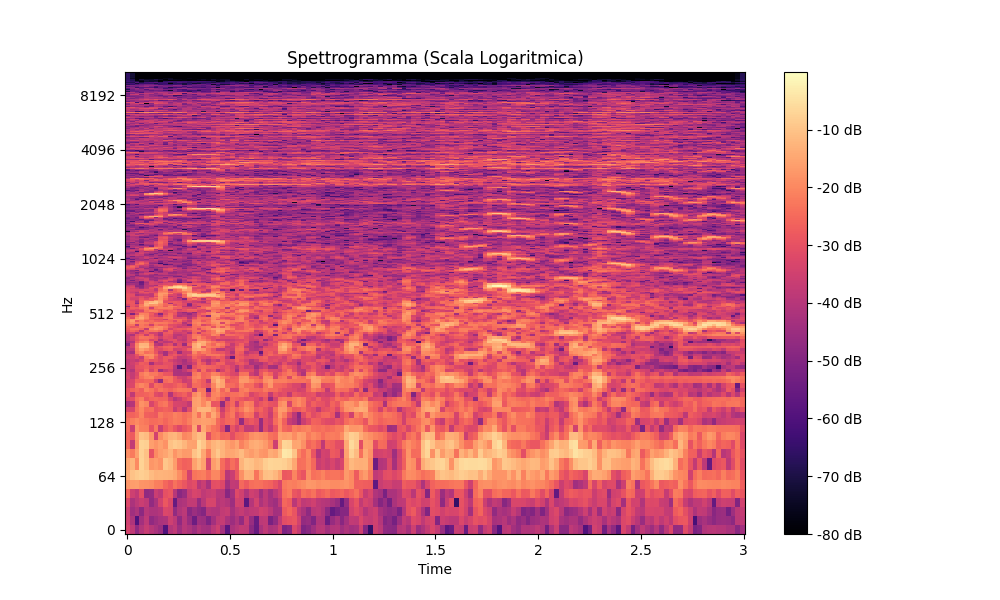 Spettrogramma (Scala Logaritmica)
8192
4096
2048
1024
512
256
128
64
0
Hz
0 0.5 1 1.5 2 2.5 3
Time
-10 dB
-20 dB
-30 dB
-40 dB
-50 dB
-60 dB
-70 dB
-80 dB